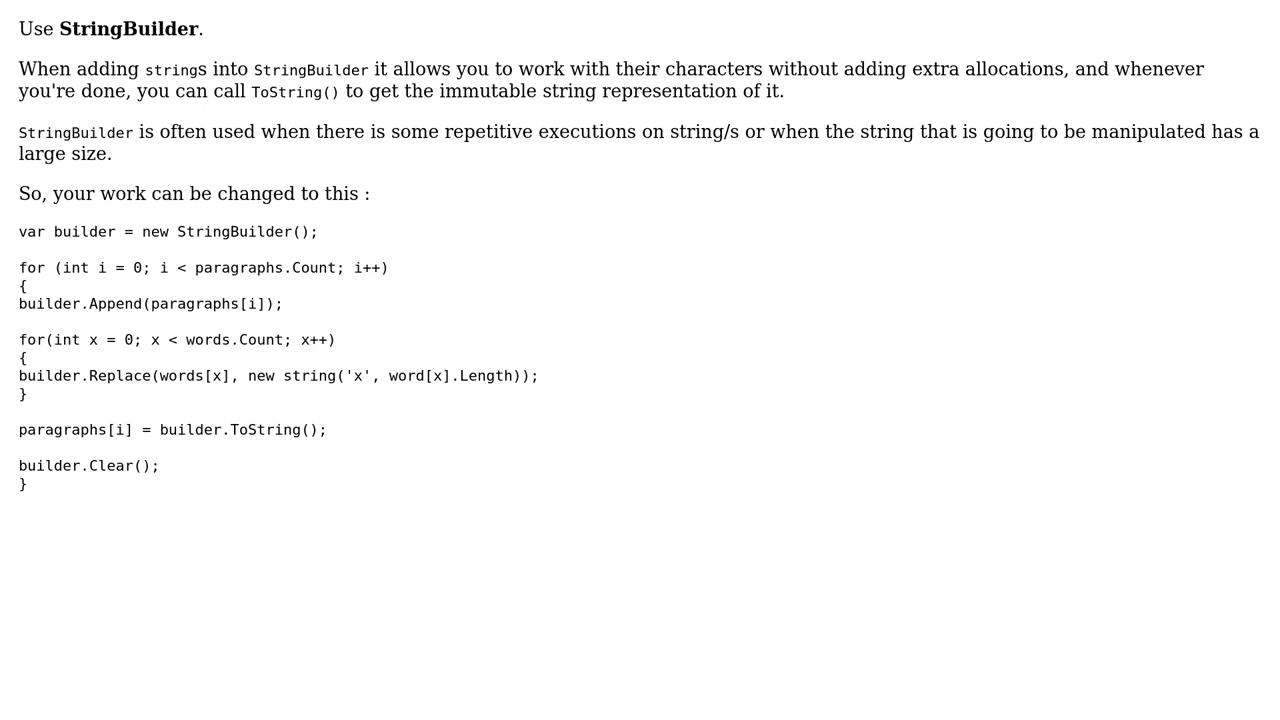 Use StringBuilder.
When adding strings into StringBuilder it allows you to work with their characters without adding extra allocations, and whenever
you're done, you can call ToString() to get the immutable string representation of it.
StringBuilder is often used when there is some repetitive executions on string/s or when the string that is going to be manipulated has a
large size.
So, your work can be changed to this :
var builder = new StringBuilder();
for (int i = 0; i < paragraphs.Count; i++)
{
builder.Append(paragraphs[i]);
for(int x = 0; x < words.Count; x++)
{
builder.Replace(words[x], new string('x', word[x].Length));
}
paragraphs[i] = builder.ToString();
builder.Clear();
}